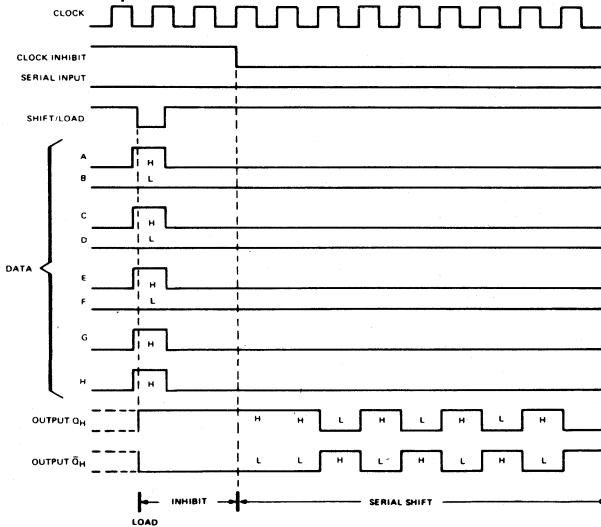 CLOCK
CLOCK INHIBIT
SERIAL INPUT
SHIFT/LOAD
A H
B L
C H
D L
DATA
E H
F L
G H
H H
OUTPUT QH H H L H L H L H
OUTPUT Q̅H L L H L H L H L
INHIBIT SERIAL SHIFT
LOAD